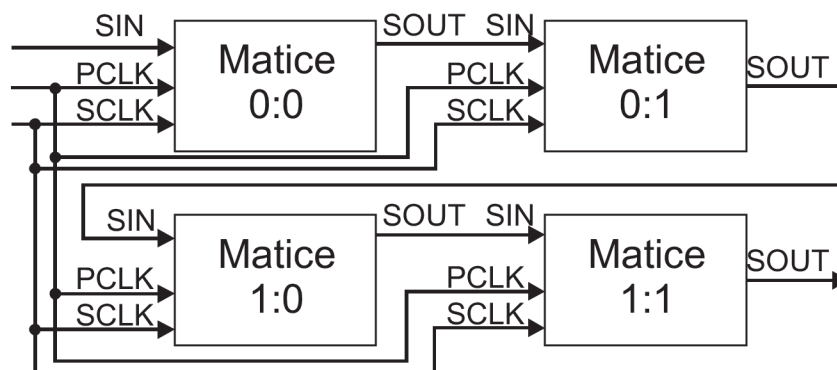 SIN
PCLK
SCLK
Matice
0:0
SOUT SIN
PCLK
SCLK
Matice
0:1
SOUT
SIN
PCLK
SCLK
Matice
1:0
SOUT SIN
PCLK
SCLK
Matice
1:1
SOUT